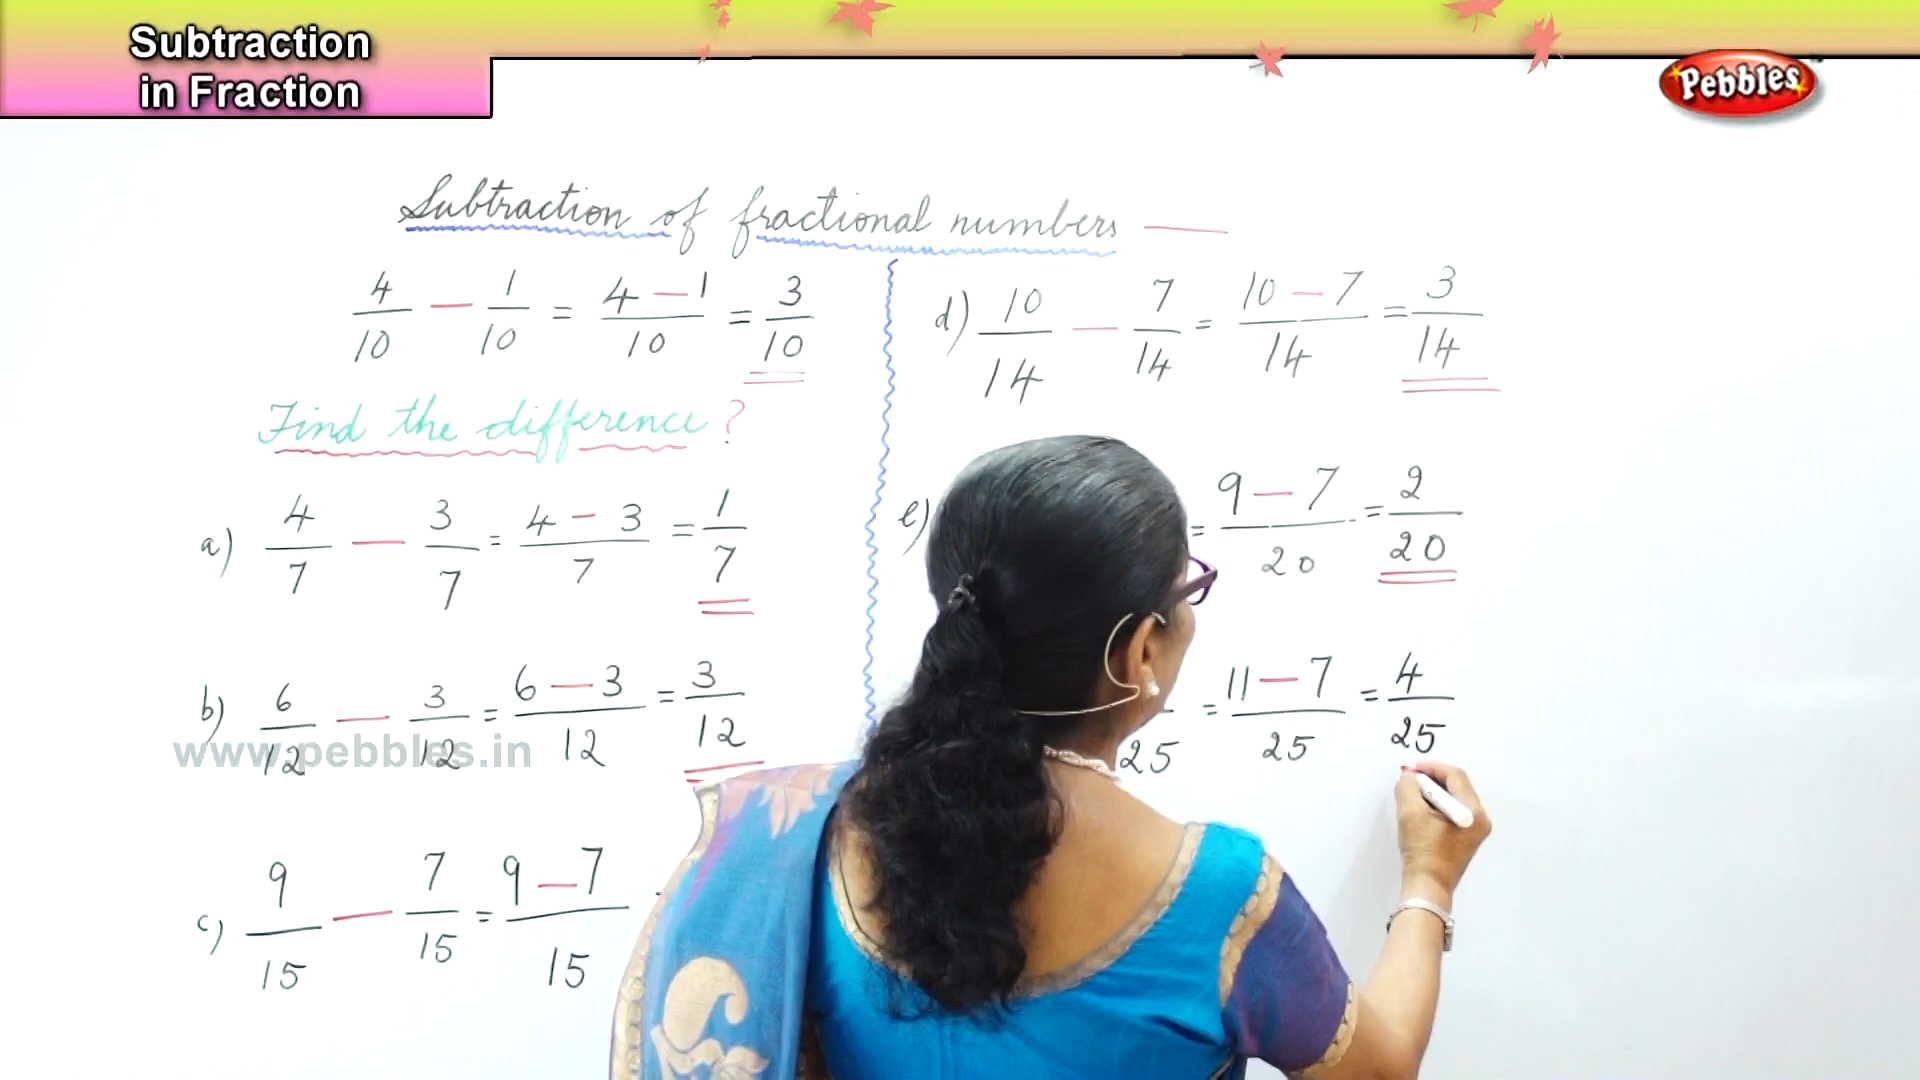 Subtraction
in Fraction
Pebbles
Subtraction of fractional numbers —
4/10 — 1/10 = 4 — 1/10 = 3/10
Find the difference ?
a) 4/7 — 3/7 = 4 — 3/7 = 1/7
b) 6/12 — 3/12 = 6 — 3/12 = 3/12
www.pebbles.in
c) 9/15 — 7/15 = 9 — 7/15
d) 10/14 — 7/14 = 10 — 7/14 = 3/14
e) = 9 — 7/20 = 2/20
25 = 11 — 7/25 = 4/25